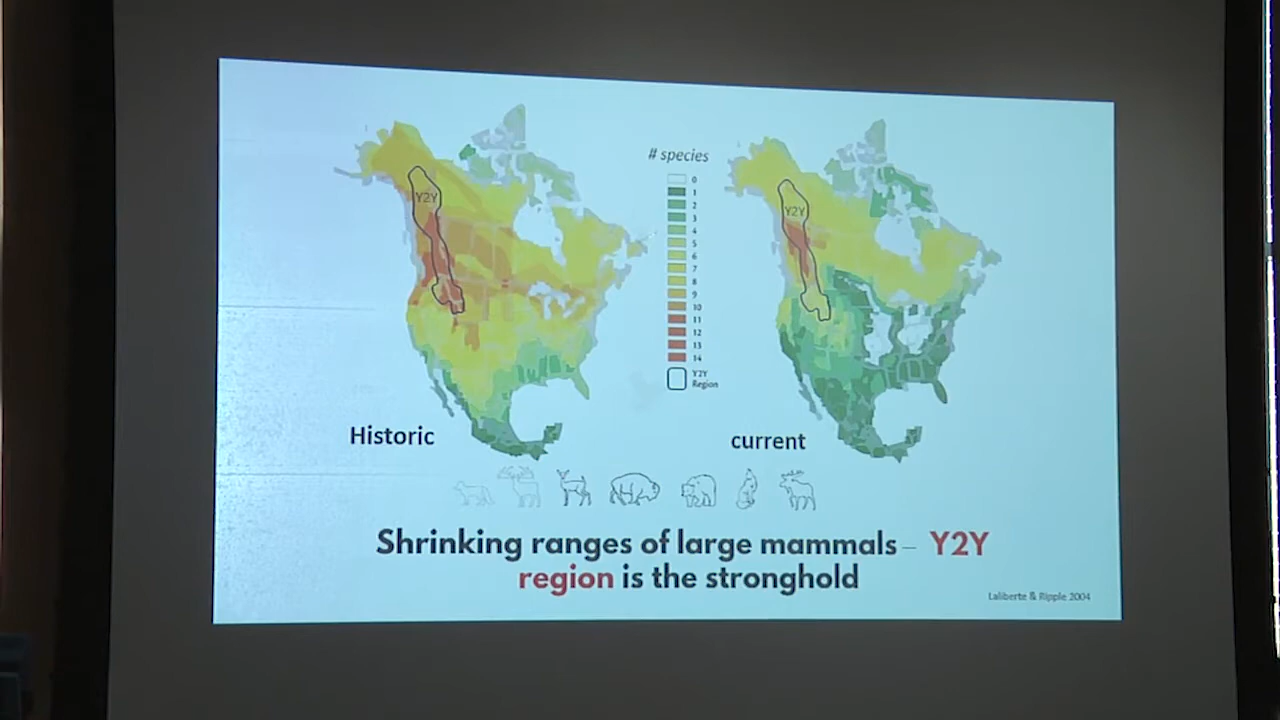 # species
0
1
2
3
4
5
6
7
8
9
10
11
12
13
14
Y2Y
Region
Y2Y
Y2Y
Historic
current
Shrinking ranges of large mammals – Y2Y
region is the stronghold
Laliberte & Ripple 2004